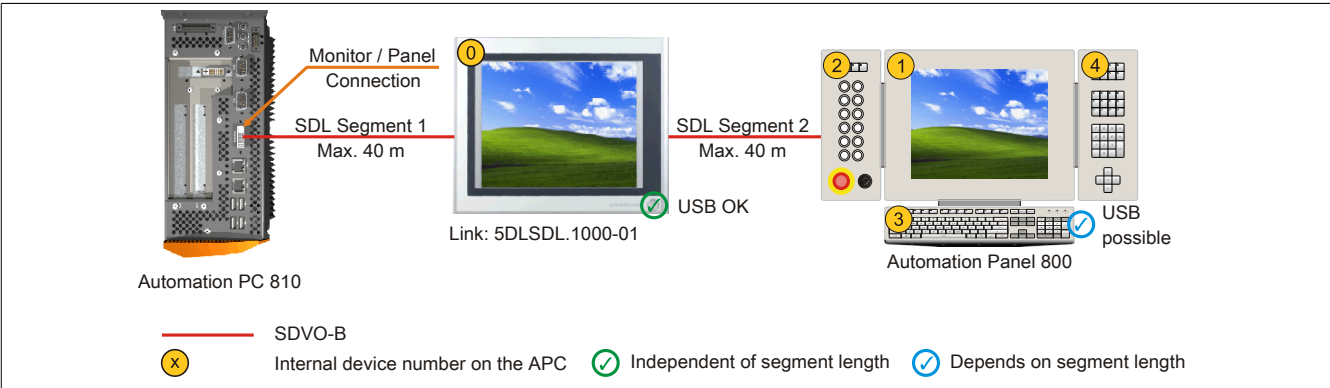 Monitor / Panel
Connection
SDL Segment 1
Max. 40 m
0
USB OK
Link: 5DLSDL.1000-01
SDL Segment 2
Max. 40 m
2
1
4
3
USB
possible
Automation Panel 800
Automation PC 810
SDVO-B
x Internal device number on the APC
✓ Independent of segment length
✓ Depends on segment length